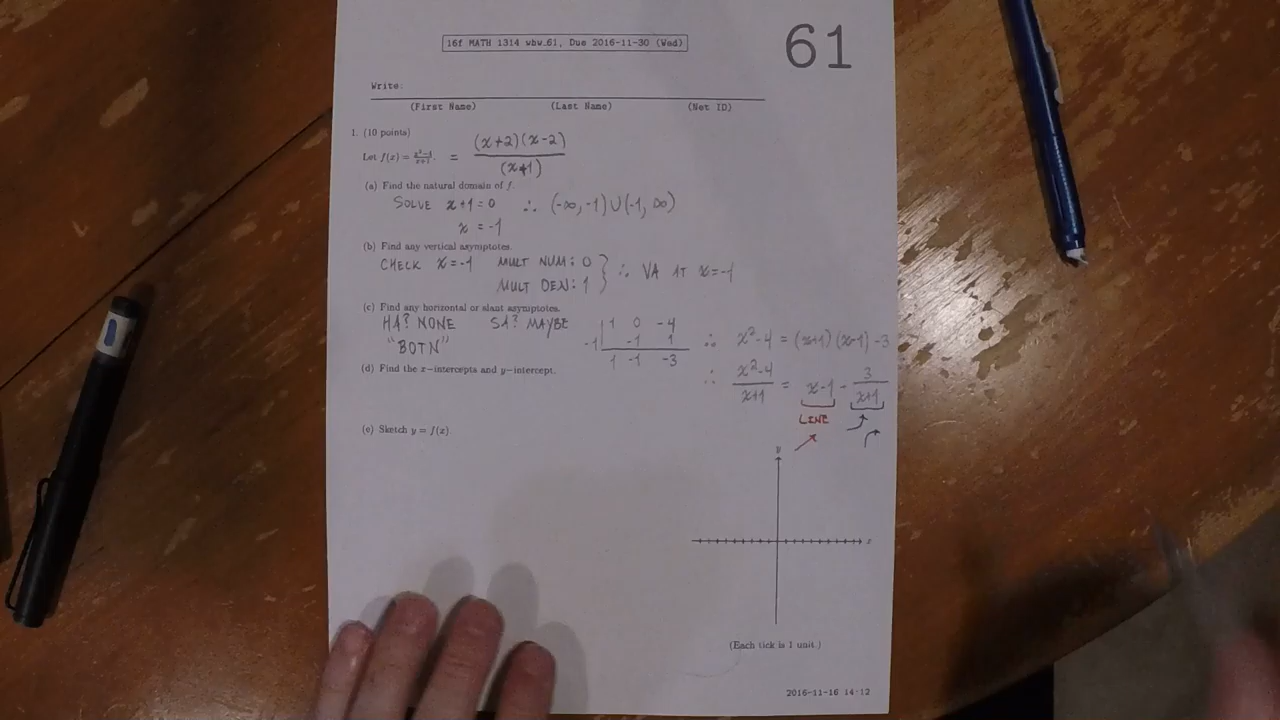 16f MATH 1314 wbw_61, Due 2016-11-30 (Wed)
61
Write:
(First Name) (Last Name) (Net ID)
1. (10 points)
Let f(x) = x²-4/x+1. = (x+2)(x-2)/(x+1)
(a) Find the natural domain of f.
SOLVE x+1=0 ∴ (-∞,-1)∪(-1,∞)
x = -1
(b) Find any vertical asymptotes.
CHECK x=-1 MULT NUM: 0 } ∴ VA AT x=-1
MULT DEN: 1
(c) Find any horizontal or slant asymptotes.
HA? NONE SA? MAYBE
"BOTN"
-1| 1 0 -4
-1 1
1 -1 -3
∴ x²-4 = (x+1)(x-1)-3
∴ x²-4/x+1 = x-1 - 3/x+1
LINE
(d) Find the x-intercepts and y-intercept.
(e) Sketch y = f(x)
y
x
(Each tick is 1 unit.)
2016-11-16 14:12